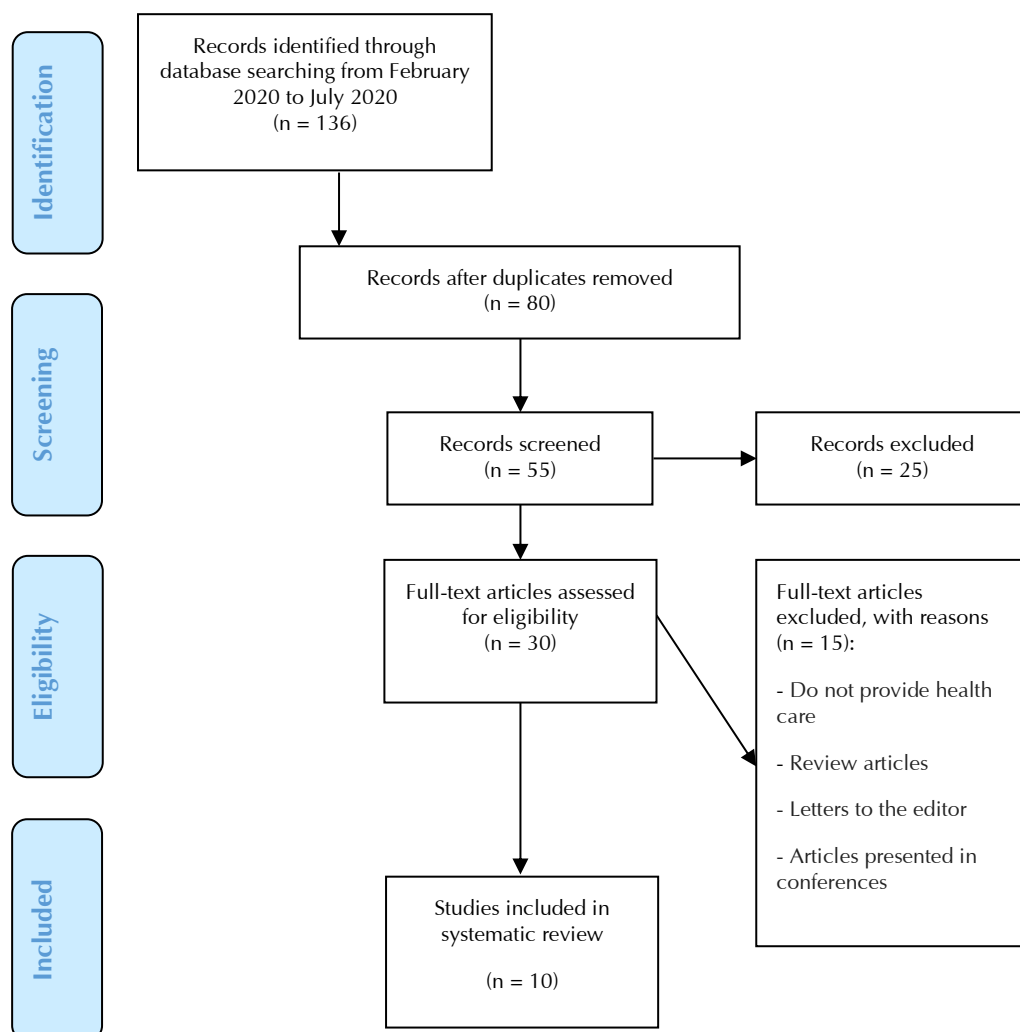 Identification
Records identified through
database searching from February
2020 to July 2020
(n = 136)
Records after duplicates removed
(n = 80)
Screening
Records screened
(n = 55)
Records excluded
(n = 25)
Eligibility
Full-text articles assessed
for eligibility
(n = 30)
Full-text articles
excluded, with reasons
(n = 15):
- Do not provide health
care
- Review articles
- Letters to the editor
- Articles presented in
conferences
Included
Studies included in
systematic review
(n = 10)